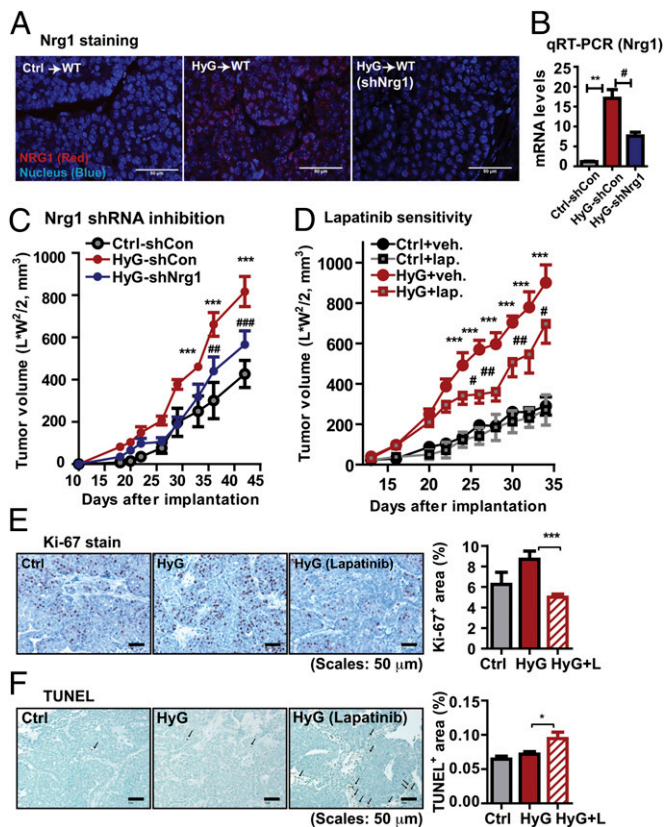 A
Nrg1 staining
Ctrl→WT
HyG→WT
HyG→WT
(shNrg1)
NRG1 (Red)
Nucleus (Blue)
50 μm
50 μm
50 μm
B
qRT-PCR (Nrg1)
mRNA levels
20
15
10
5
0
**
#
Ctrl-shCon
HyG-shCon
HyG-shNrg1
C
Nrg1 shRNA inhibition
Ctrl-shCon
HyG-shCon
HyG-shNrg1
Tumor volume (L*W^2/2, mm3)
1000
800
600
400
200
0
***
***
***
##
###
10 15 20 25 30 35 40 45
Days after implantation
D
Lapatinib sensitivity
Ctrl+veh.
Ctrl+lap.
HyG+veh.
HyG+lap.
Tumor volume (L*W^2/2, mm3)
1000
800
600
400
200
0
***
***
***
***
***
***
#
##
##
#
15 20 25 30 35
Days after implantation
E
Ki-67 stain
Ctrl
HyG
HyG (Lapatinib)
(Scales: 50 μm)
Ki-67+ area (%)
10
8
6
4
2
0
***
Ctrl HyG HyG+L
F
TUNEL
Ctrl
HyG
HyG (Lapatinib)
(Scales: 50 μm)
TUNEL+ area (%)
0.15
0.10
0.05
0.00
*
Ctrl HyG HyG+L